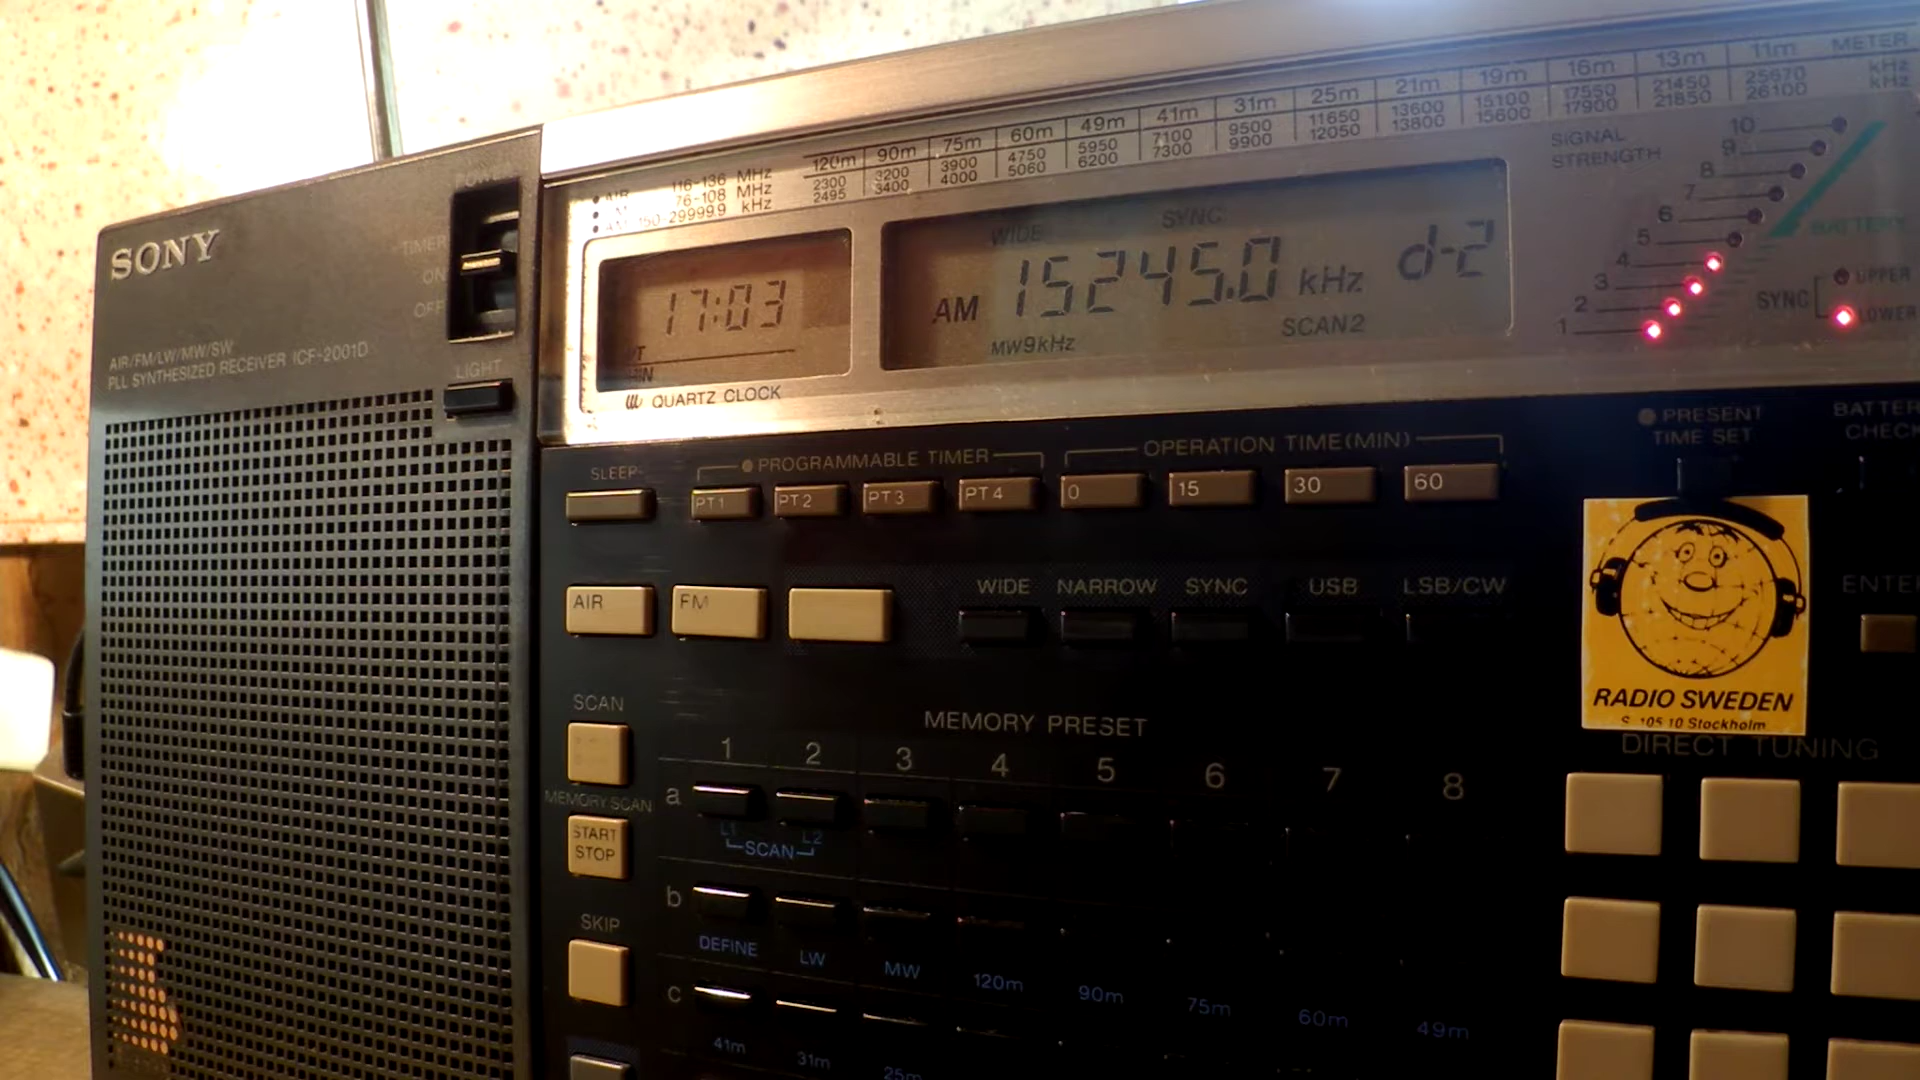 SONY
POWER
TIMER
ON
OFF
LIGHT
AIR/FM/LW/MW/SW
PLL SYNTHESIZED RECEIVER ICF-2001D
120m 90m 75m 60m 49m 41m 31m 25m 21m 19m 16m 13m 11m METER
2300 3200 3900 4750 5950 7100 9500 11650 13600 15100 17550 21450 25670 kHz
2495 3400 4000 5060 6200 7300 9900 12050 13800 15600 17900 21850 26100 kHz
AIR 116-136 MHz
76-108 MHz
AM 150-29999.9 kHz
17:03
QUARTZ CLOCK
WIDE SYNC
AM 15245.0 kHz d-2
MW9kHz SCAN2
SIGNAL
STRENGTH
10
9
8
7
6
5
4
3
2
1
BATTERY
SYNC
UPPER
LOWER
SLEEP
PROGRAMMABLE TIMER
OPERATION TIME(MIN)
PT1 PT2 PT3 PT4 0 15 30 60
PRESENT
TIME SET
AIR FM
WIDE NARROW SYNC USB LSB/CW
RADIO SWEDEN
S-105 10 Stockholm
DIRECT TUNING
SCAN
MEMORY SCAN
START
STOP
SKIP
MEMORY PRESET
1 2 3 4 5 6 7 8
a
L1 L2
SCAN
b
DEFINE LW MW 120m 90m 75m 60m 49m
c
41m 31m 25m